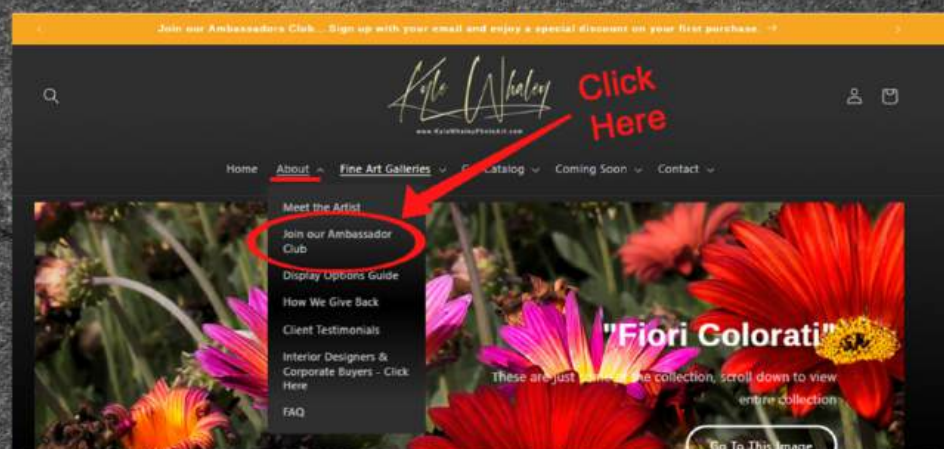 Join our Ambassadors Club... Sign up with your email and enjoy a special discount on your first purchase. →
Kyle Whaley
www.KyleWhaleyPhotoArt.com
Click
Here
Home About Fine Art Galleries Catalog Coming Soon Contact
Meet the Artist
Join our Ambassador
Club
Display Options Guide
How We Give Back
Client Testimonials
Interior Designers &
Corporate Buyers - Click
Here
FAQ
"Fiori Colorati"
These are just some of the collection, scroll down to view
entire collection
Go To This Image